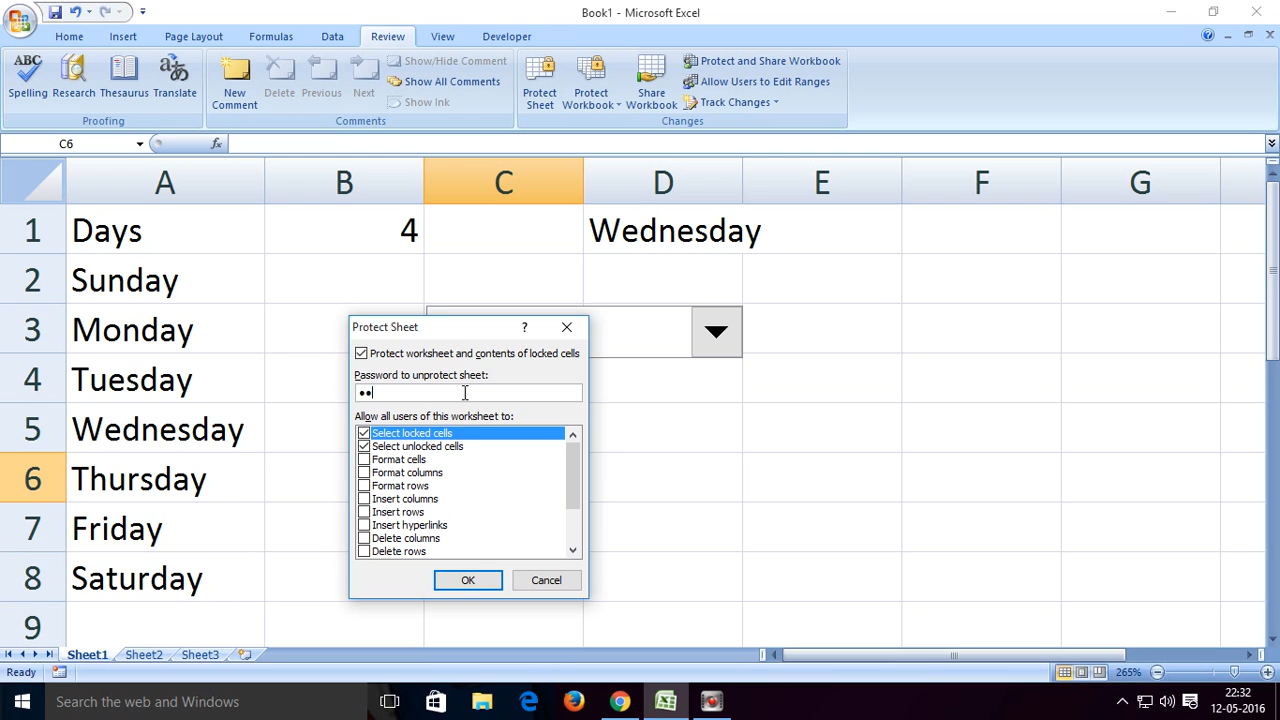 Book1 - Microsoft Excel
Home Insert Page Layout Formulas Data Review View Developer
ABC
Spelling Research Thesaurus Translate
Proofing
New Comment Delete Previous Next
Show/Hide Comment
Show All Comments
Show Ink
Comments
Protect Sheet Protect Workbook Share Workbook
Protect and Share Workbook
Allow Users to Edit Ranges
Track Changes
Changes
C6 fx
A B C D E F G
1 Days 4 Wednesday
2 Sunday
3 Monday
4 Tuesday
5 Wednesday
6 Thursday
7 Friday
8 Saturday
9
Protect Sheet ?
Protect worksheet and contents of locked cells
Password to unprotect sheet:
••
Allow all users of this worksheet to:
Select locked cells
Select unlocked cells
Format cells
Format columns
Format rows
Insert columns
Insert rows
Insert hyperlinks
Delete columns
Delete rows
OK Cancel
Sheet1 Sheet2 Sheet3
Ready 265%
Search the web and Windows
22:32
12-05-2016